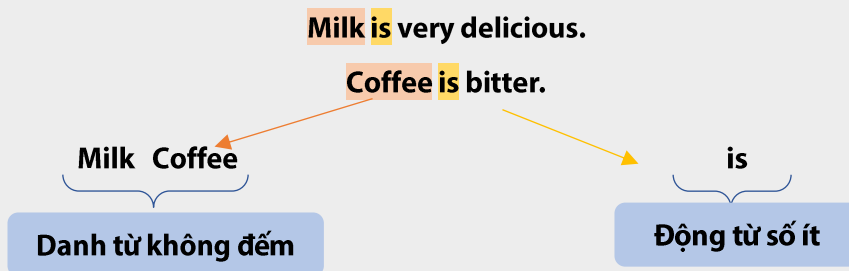 Milk is very delicious.
Coffee is bitter.
Milk Coffee
is
Danh từ không đếm
Động từ số ít